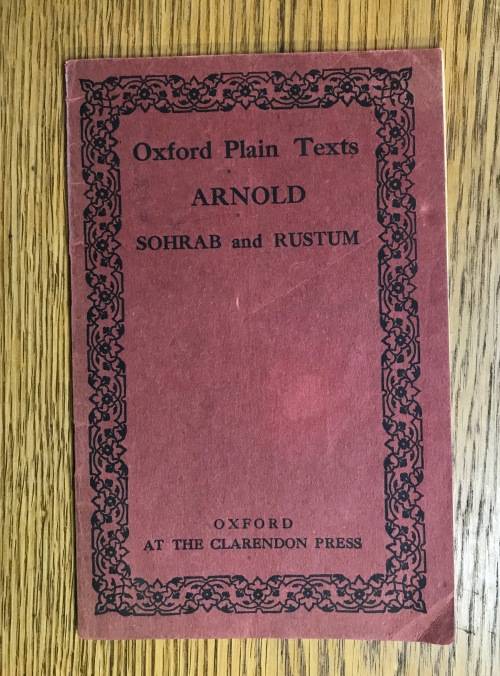 Oxford Plain Texts
ARNOLD
SOHRAB and RUSTUM
OXFORD
AT THE CLARENDON PRESS